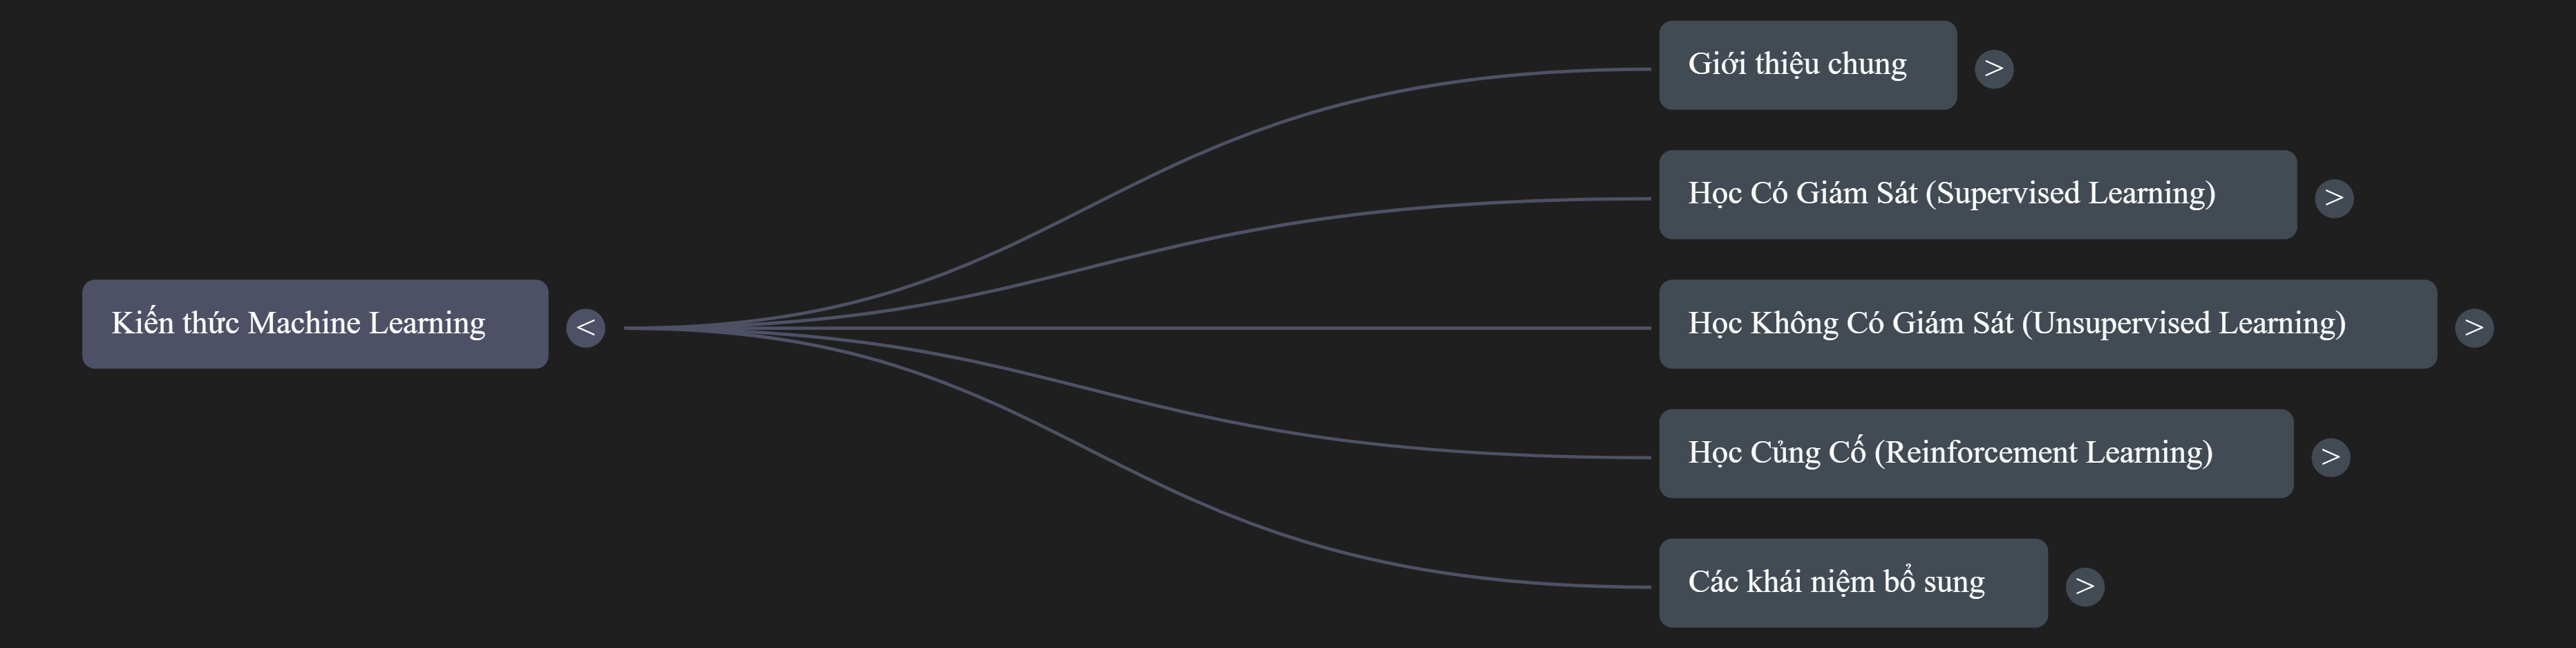 Giới thiệu chung >
Học Có Giám Sát (Supervised Learning) >
Kiến thức Machine Learning <
Học Không Có Giám Sát (Unsupervised Learning) >
Học Củng Cố (Reinforcement Learning) >
Các khái niệm bổ sung >